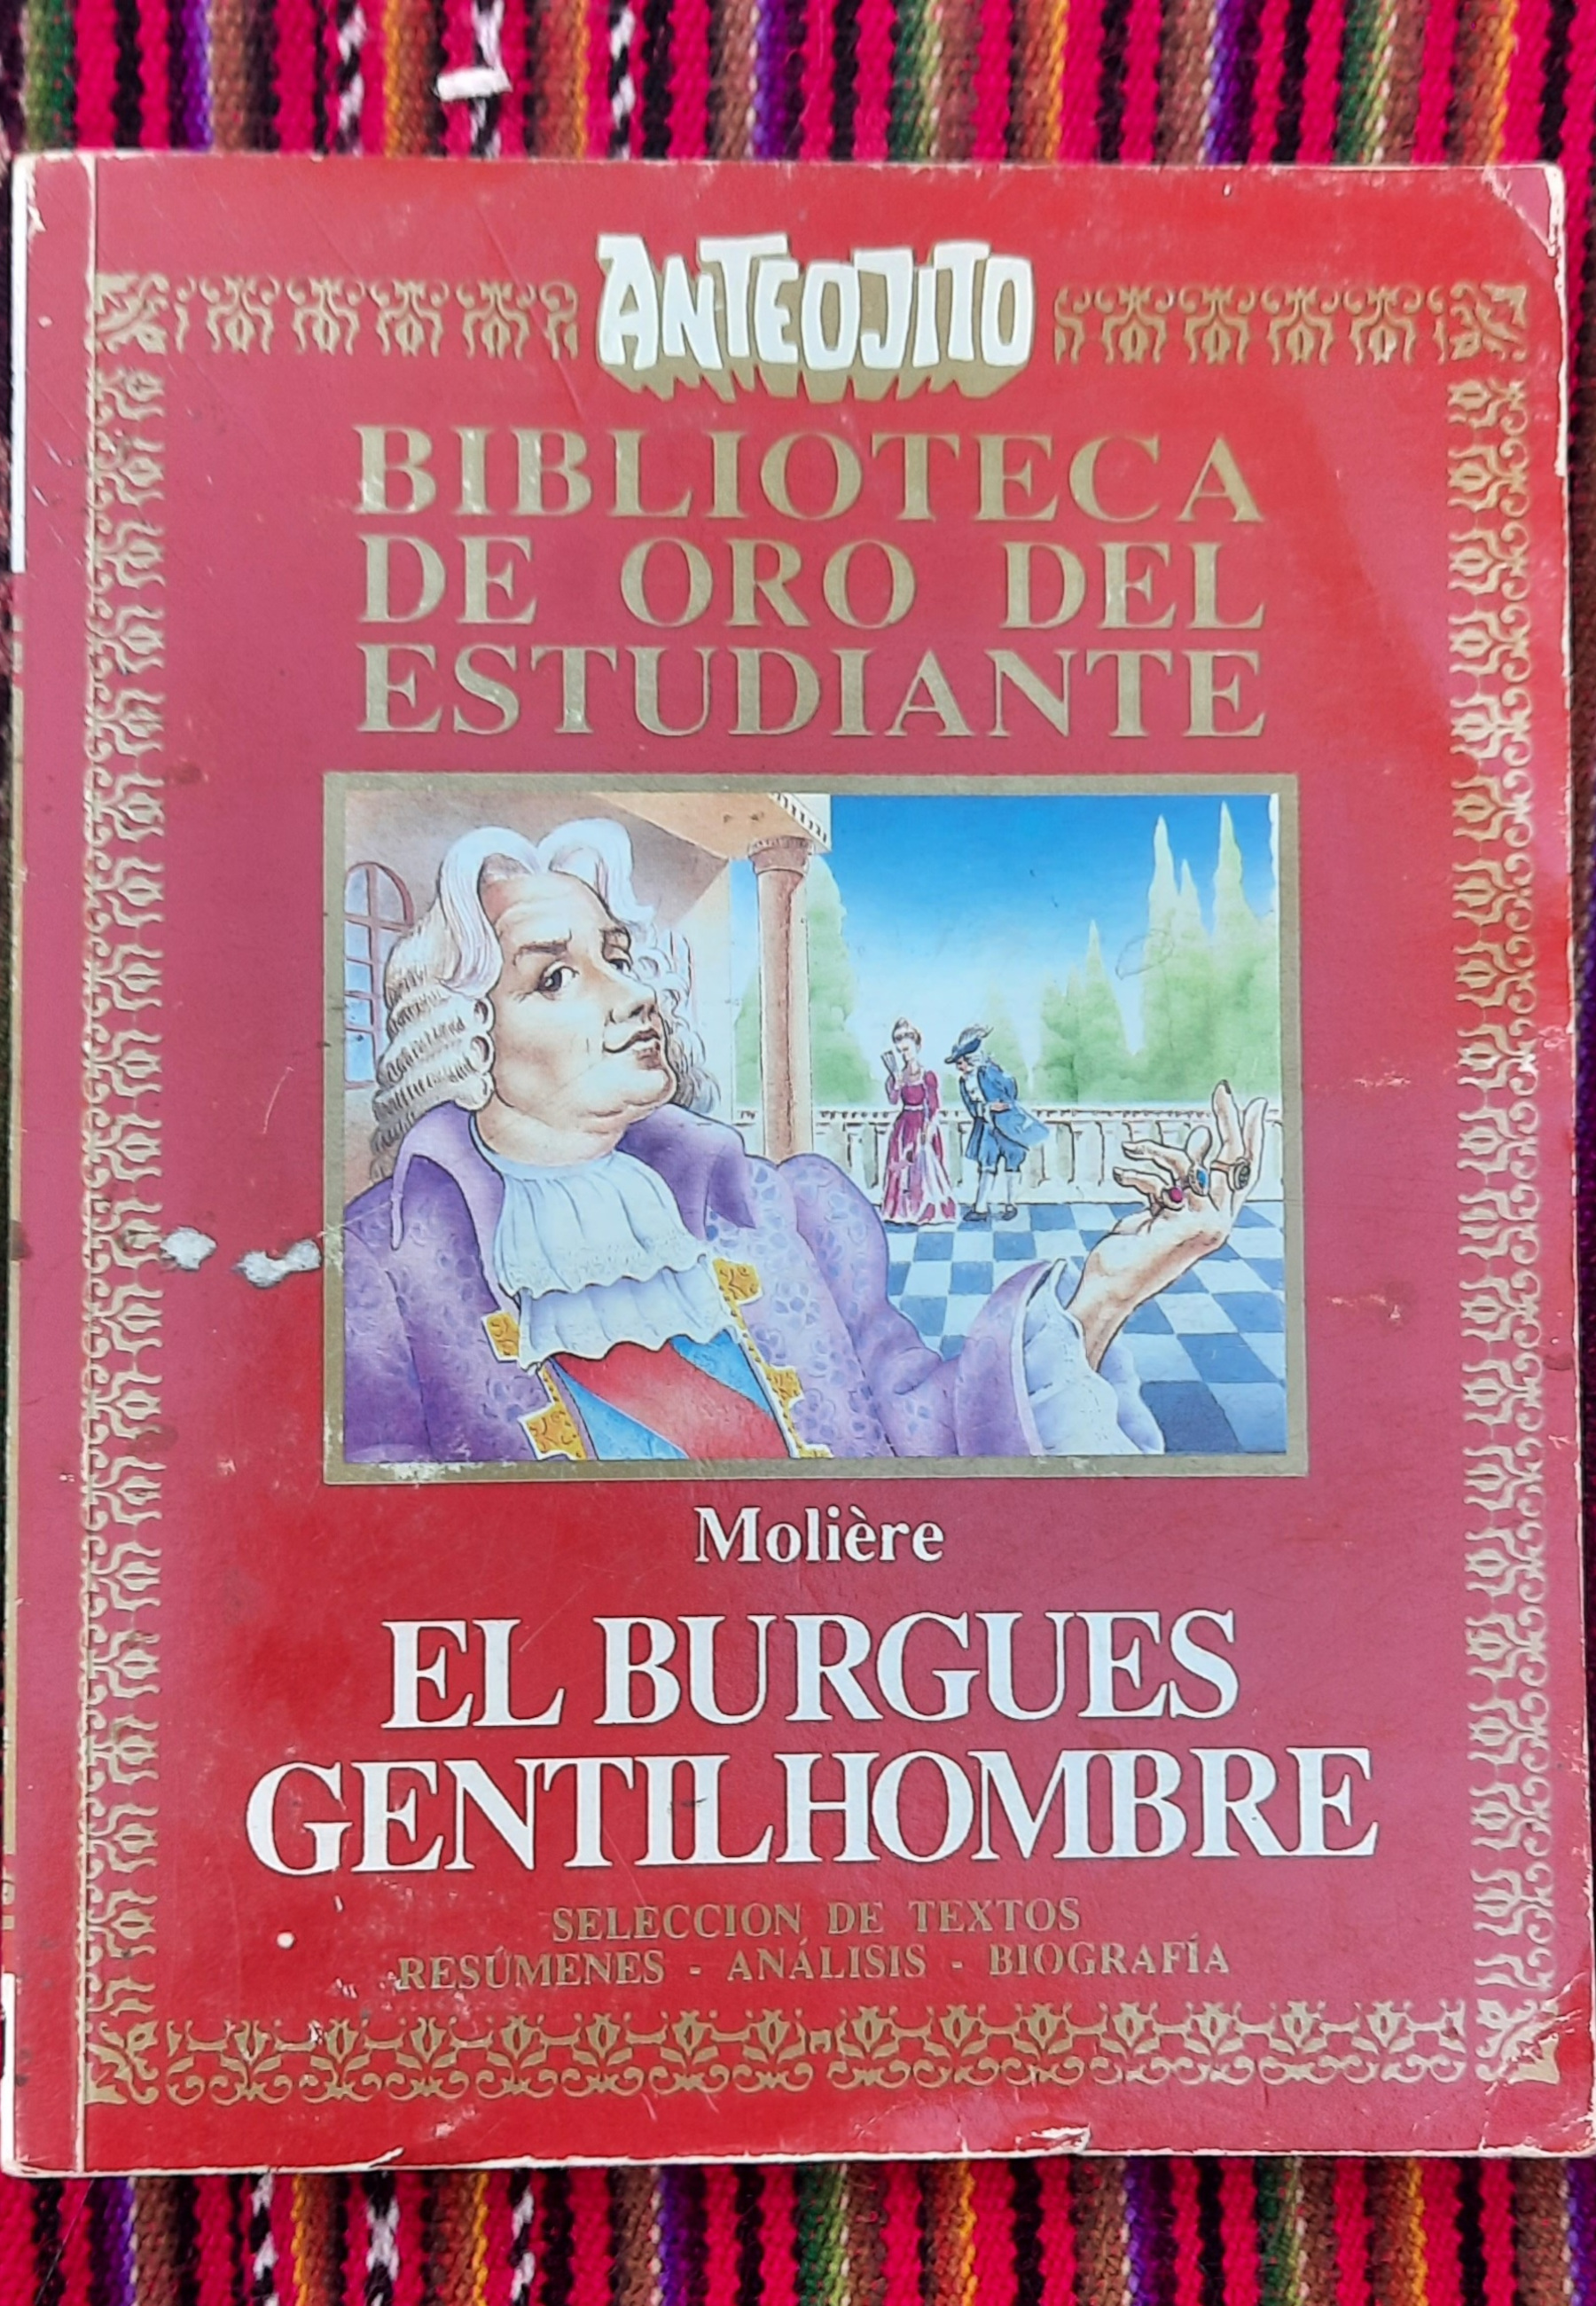 ANTEOJITO
BIBLIOTECA
DE ORO DEL
ESTUDIANTE
Molière
EL BURGUES
GENTILHOMBRE
SELECCION DE TEXTOS
RESÚMENES - ANÁLISIS - BIOGRAFÍA